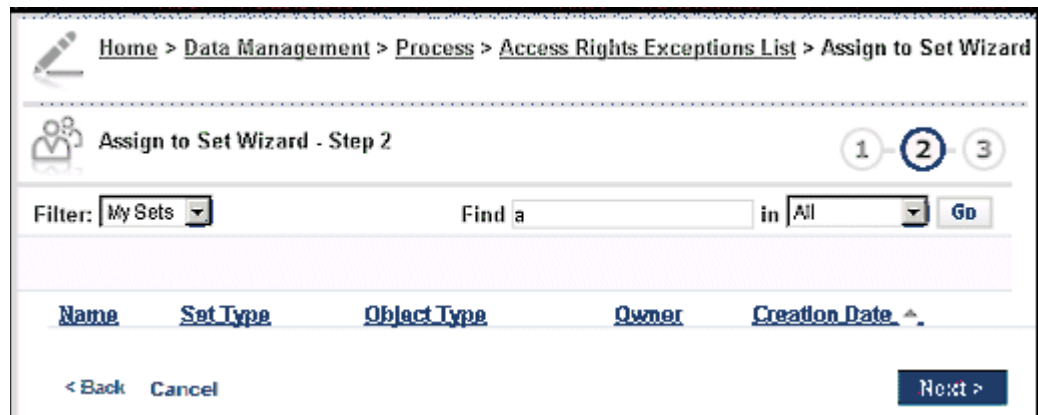 Home > Data Management > Process > Access Rights Exceptions List > Assign to Set Wizard
Assign to Set Wizard - Step 2
1 2 3
Filter: My Sets Find a in All Go
Name Set Type Object Type Owner Creation Date
< Back Cancel Next >